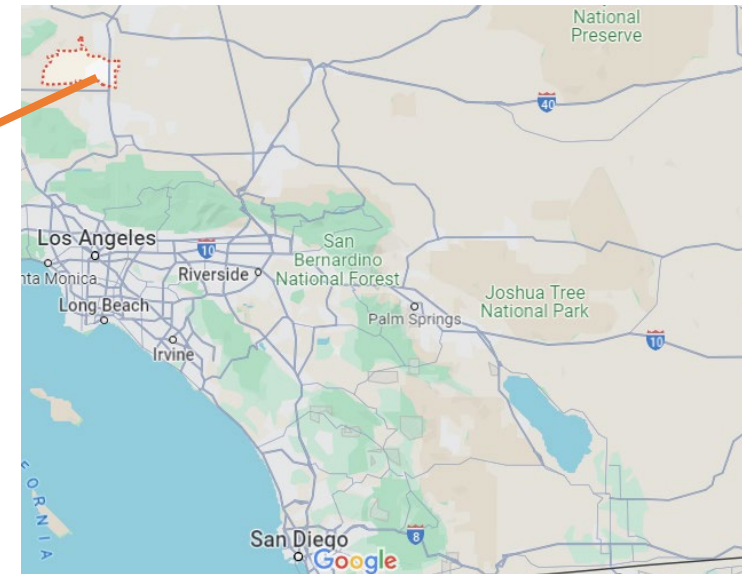 National
Preserve
40
Los Angeles
10
San
Bernardino
National Forest
Riverside
nta Monica
Long Beach
Joshua Tree
National Park
Palm Springs
10
Irvine
FORNIA
San Diego
8
Google